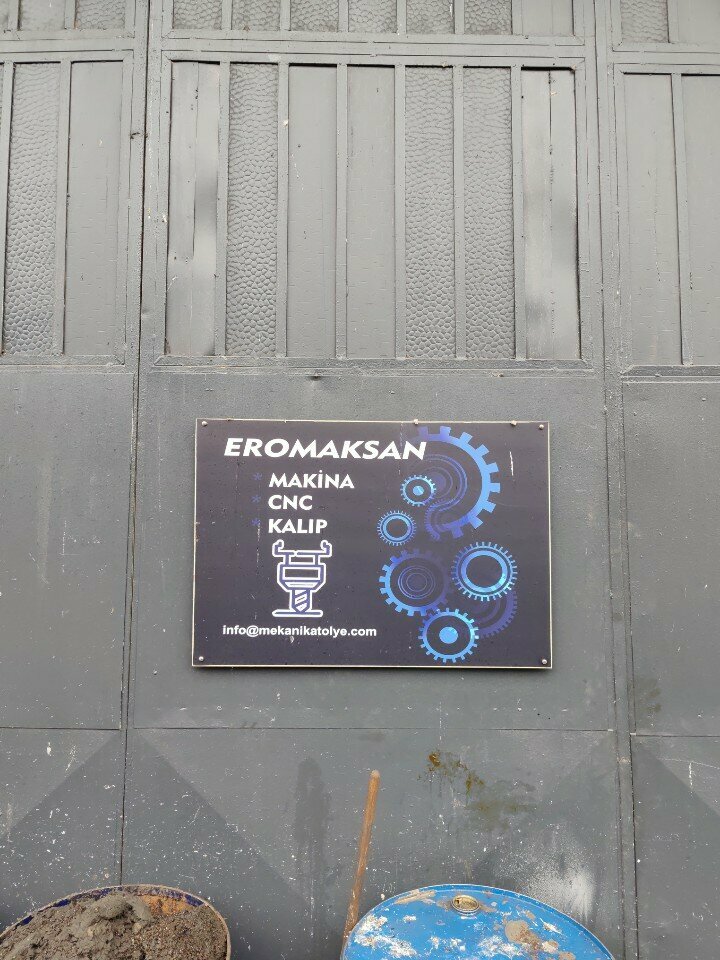 EROMAKSAN
* MAKİNA
* CNC
* KALIP
info@mekanikatolye.com